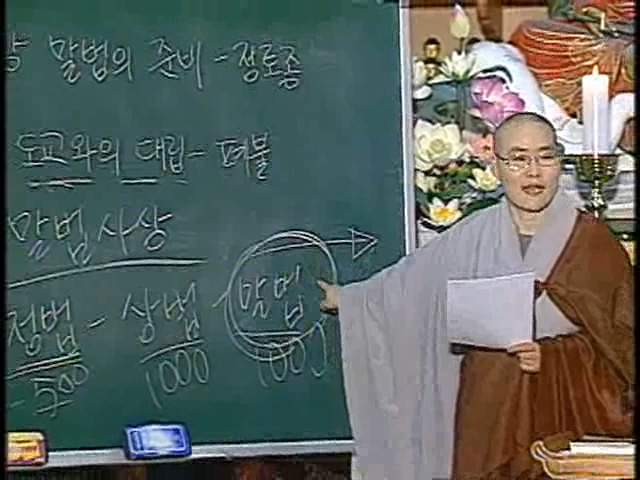 상 말법의 준비 - 정토종
도교와의 대립 - 폐불
말법사상
정법 - 상법 - 말법
500 1000 1000